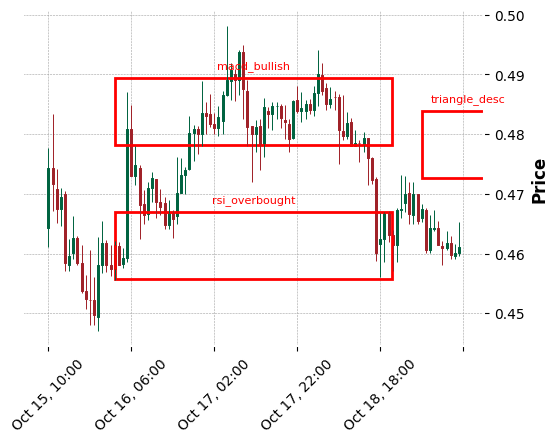 0.50
macd_bullish
0.49
triangle_desc
0.48
rsi_overbought
0.47
0.46
0.45
Price
Oct 15, 10:00
Oct 16, 06:00
Oct 17, 02:00
Oct 17, 22:00
Oct 18, 18:00